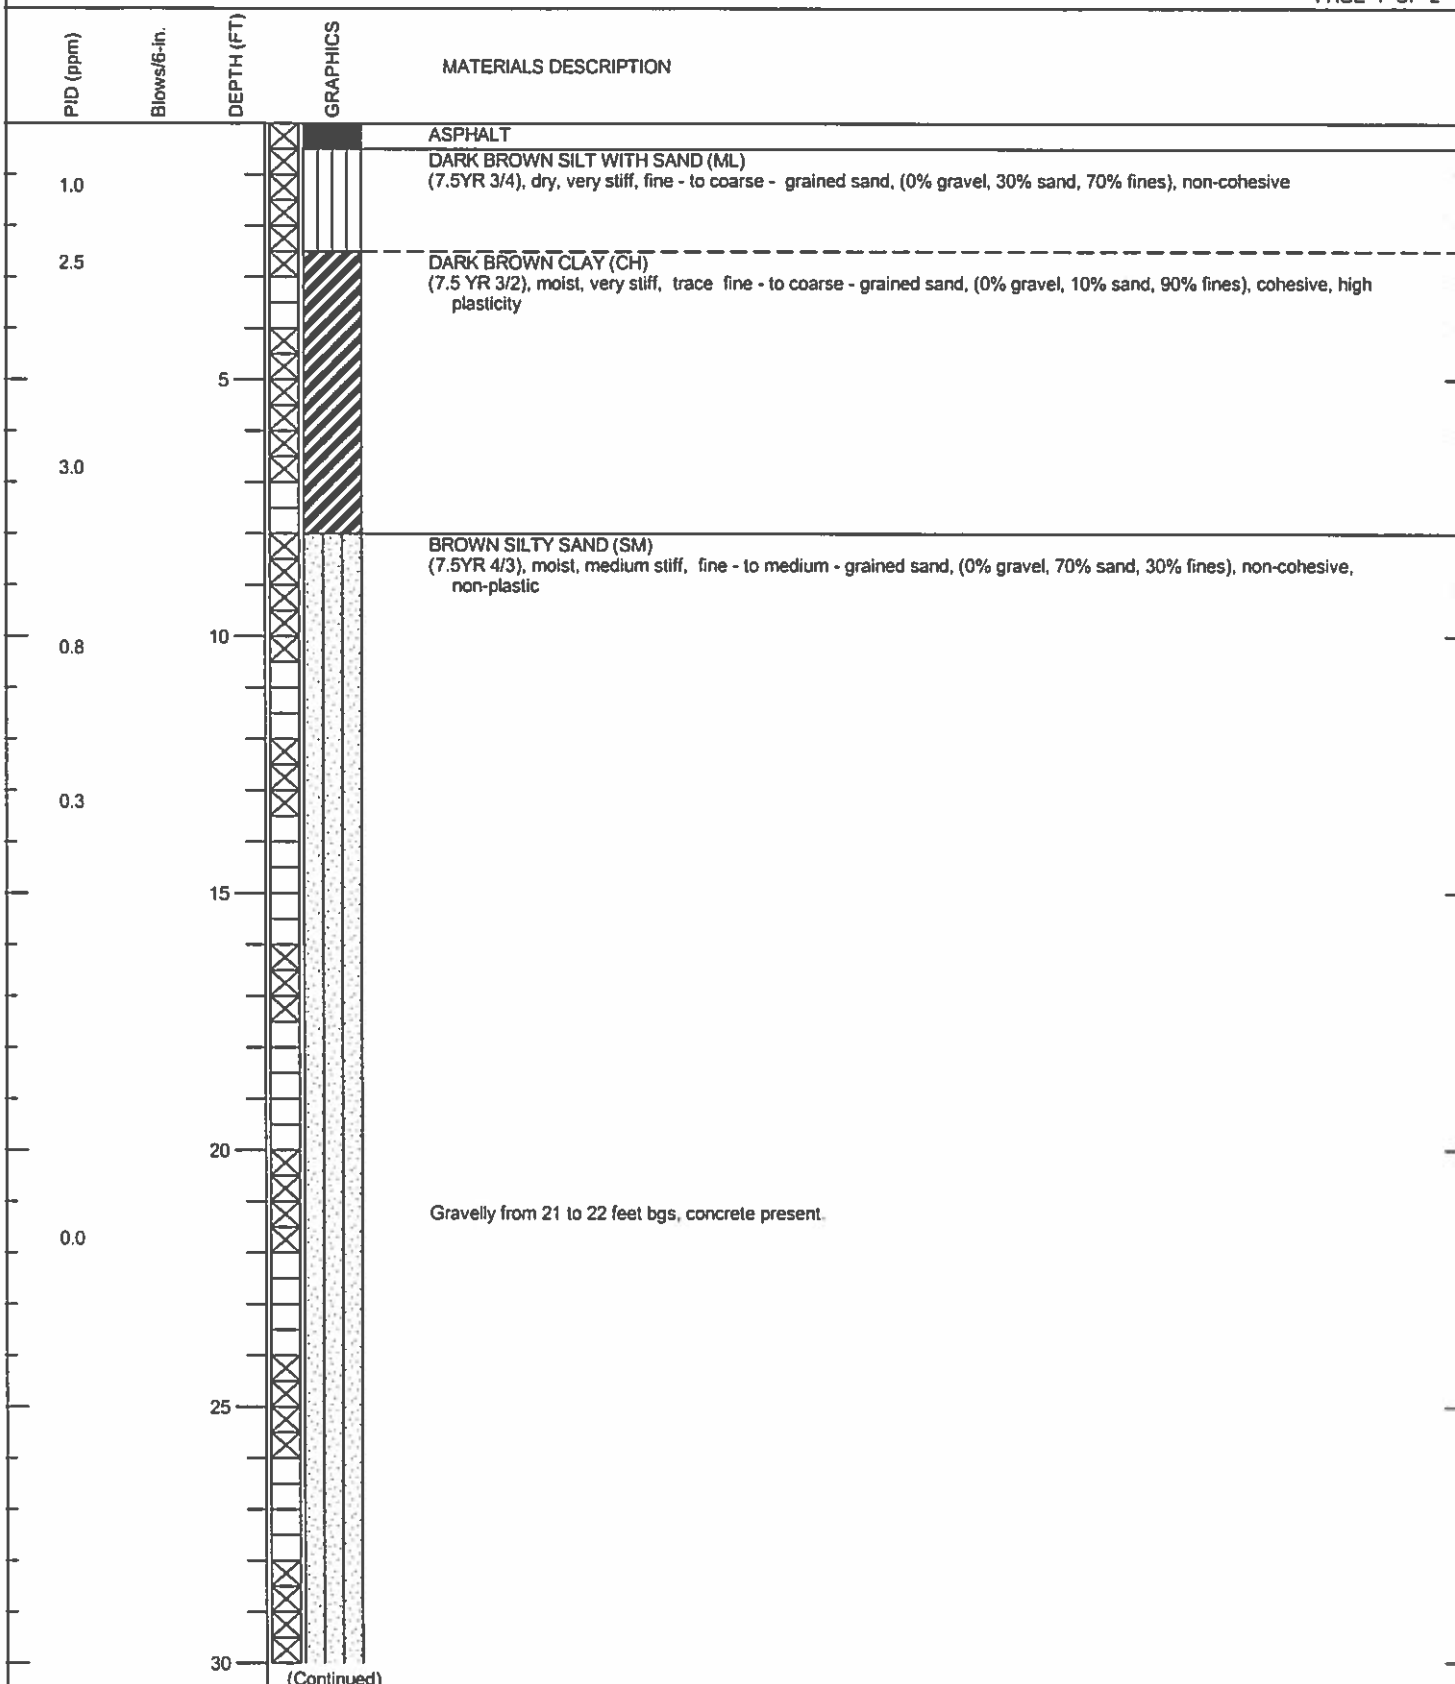 PID (ppm)
Blows/6-in.
DEPTH (FT)
GRAPHICS
MATERIALS DESCRIPTION
ASPHALT
DARK BROWN SILT WITH SAND (ML)
1.0
(7.5YR 3/4), dry, very stiff, fine - to coarse - grained sand, (0% gravel, 30% sand, 70% fines), non-cohesive
2.5
DARK BROWN CLAY (CH)
(7.5 YR 3/2), moist, very stiff, trace fine - to coarse - grained sand, (0% gravel, 10% sand, 90% fines), cohesive, high
plasticity
5
3.0
BROWN SILTY SAND (SM)
(7.5YR 4/3), moist, medium stiff, fine - to medium - grained sand, (0% gravel, 70% sand, 30% fines), non-cohesive,
non-plastic
10
0.8
0.3
15
20
Gravelly from 21 to 22 feet bgs, concrete present.
0.0
25
30
(Continued)